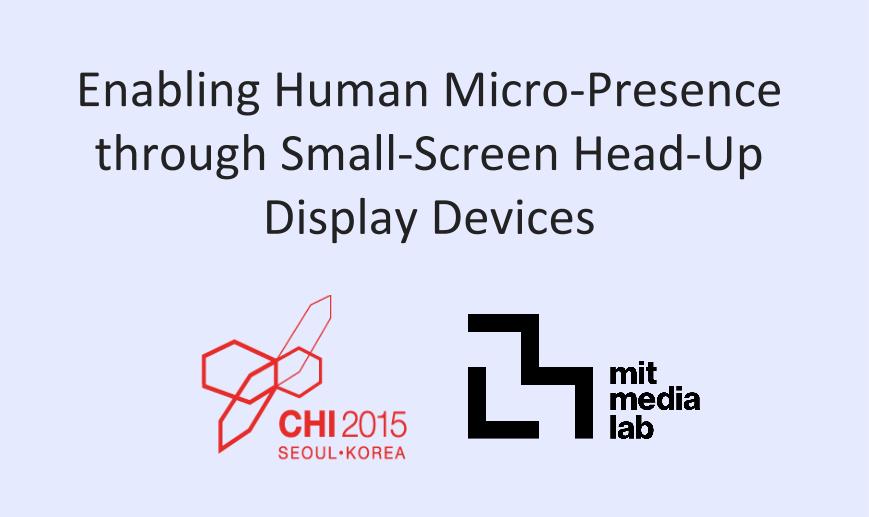 Enabling Human Micro-Presence
through Small-Screen Head-Up
Display Devices
CHI 2015
SEOUL•KOREA
mit
media
lab